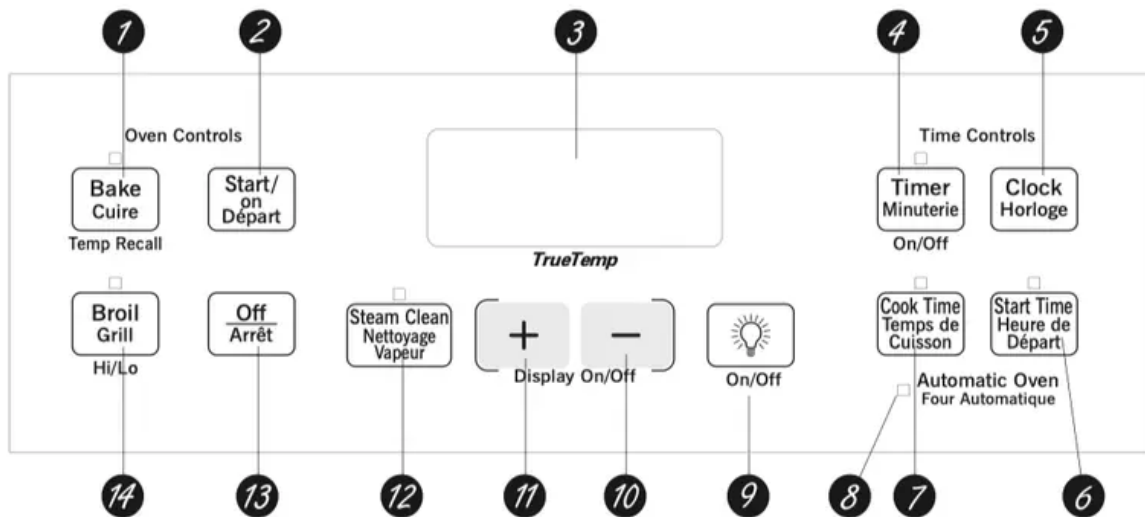 1
2
3
4
5
Oven Controls
Time Controls
Bake
Cuire
Temp Recall
Start/
on
Départ
TrueTemp
Timer
Minuterie
On/Off
Clock
Horloge
Broil
Grill
Hi/Lo
Off
Arrêt
Steam Clean
Nettoyage
Vapeur
+
−
Display On/Off
On/Off
Cook Time
Temps de
Cuisson
Start Time
Heure de
Départ
Automatic Oven
Four Automatique
14
13
12
11
10
9
8
7
6